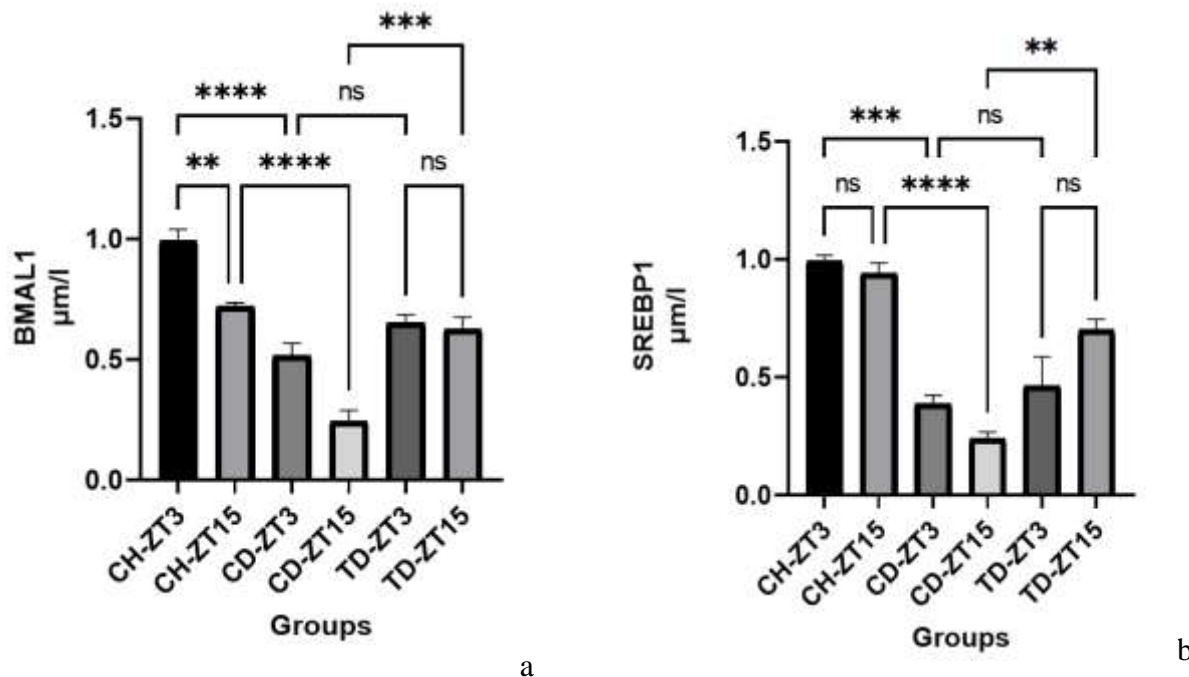 ***
**** ns
** **** ns
BMAL1
µm/l
1.5
1.0
0.5
0.0
CH-ZT3
CH-ZT15
CD-ZT3
CD-ZT15
TD-ZT3
TD-ZT15
Groups
a
**
*** ns
ns **** ns
SREBP1
µm/l
1.5
1.0
0.5
0.0
CH-ZT3
CH-ZT15
CD-ZT3
CD-ZT15
TD-ZT3
TD-ZT15
Groups
b